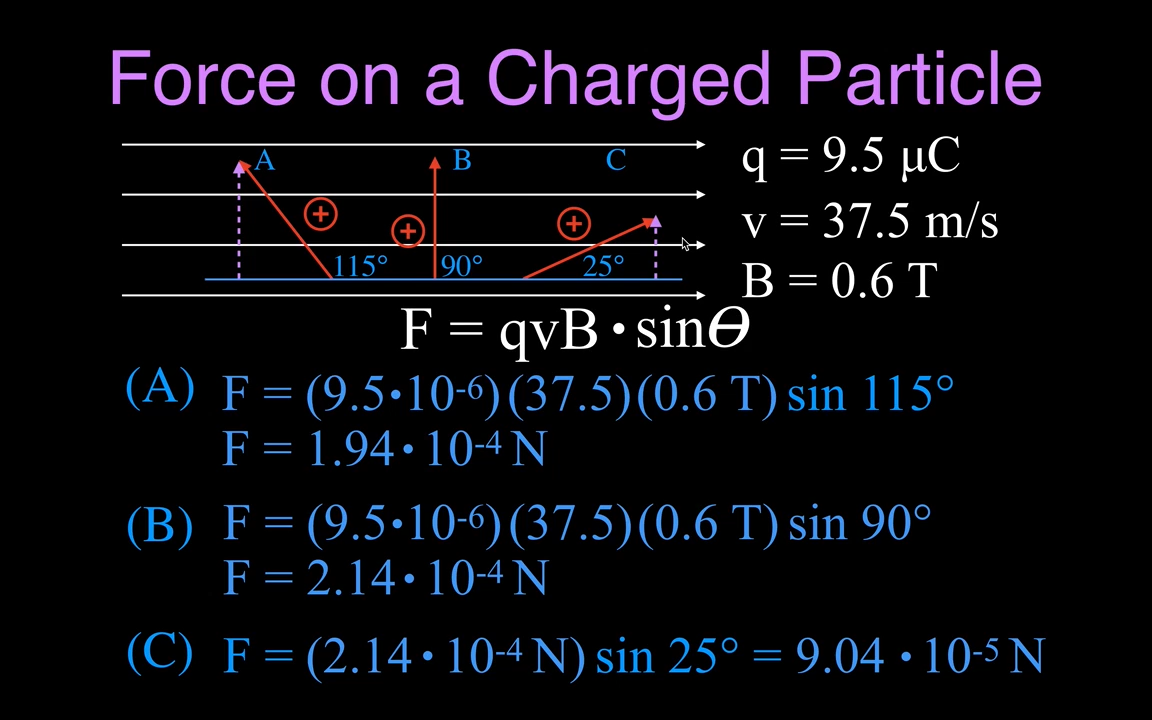 Force on a Charged Particle
A B C
q = 9.5 μC
+ + +
v = 37.5 m/s
115° 90° 25°
B = 0.6 T
F = qvB · sinϴ
(A) F = (9.5·10⁻⁶)(37.5)(0.6 T) sin 115°
F = 1.94 · 10⁻⁴ N
(B) F = (9.5·10⁻⁶)(37.5)(0.6 T) sin 90°
F = 2.14 · 10⁻⁴ N
(C) F = (2.14 · 10⁻⁴ N) sin 25° = 9.04 · 10⁻⁵ N